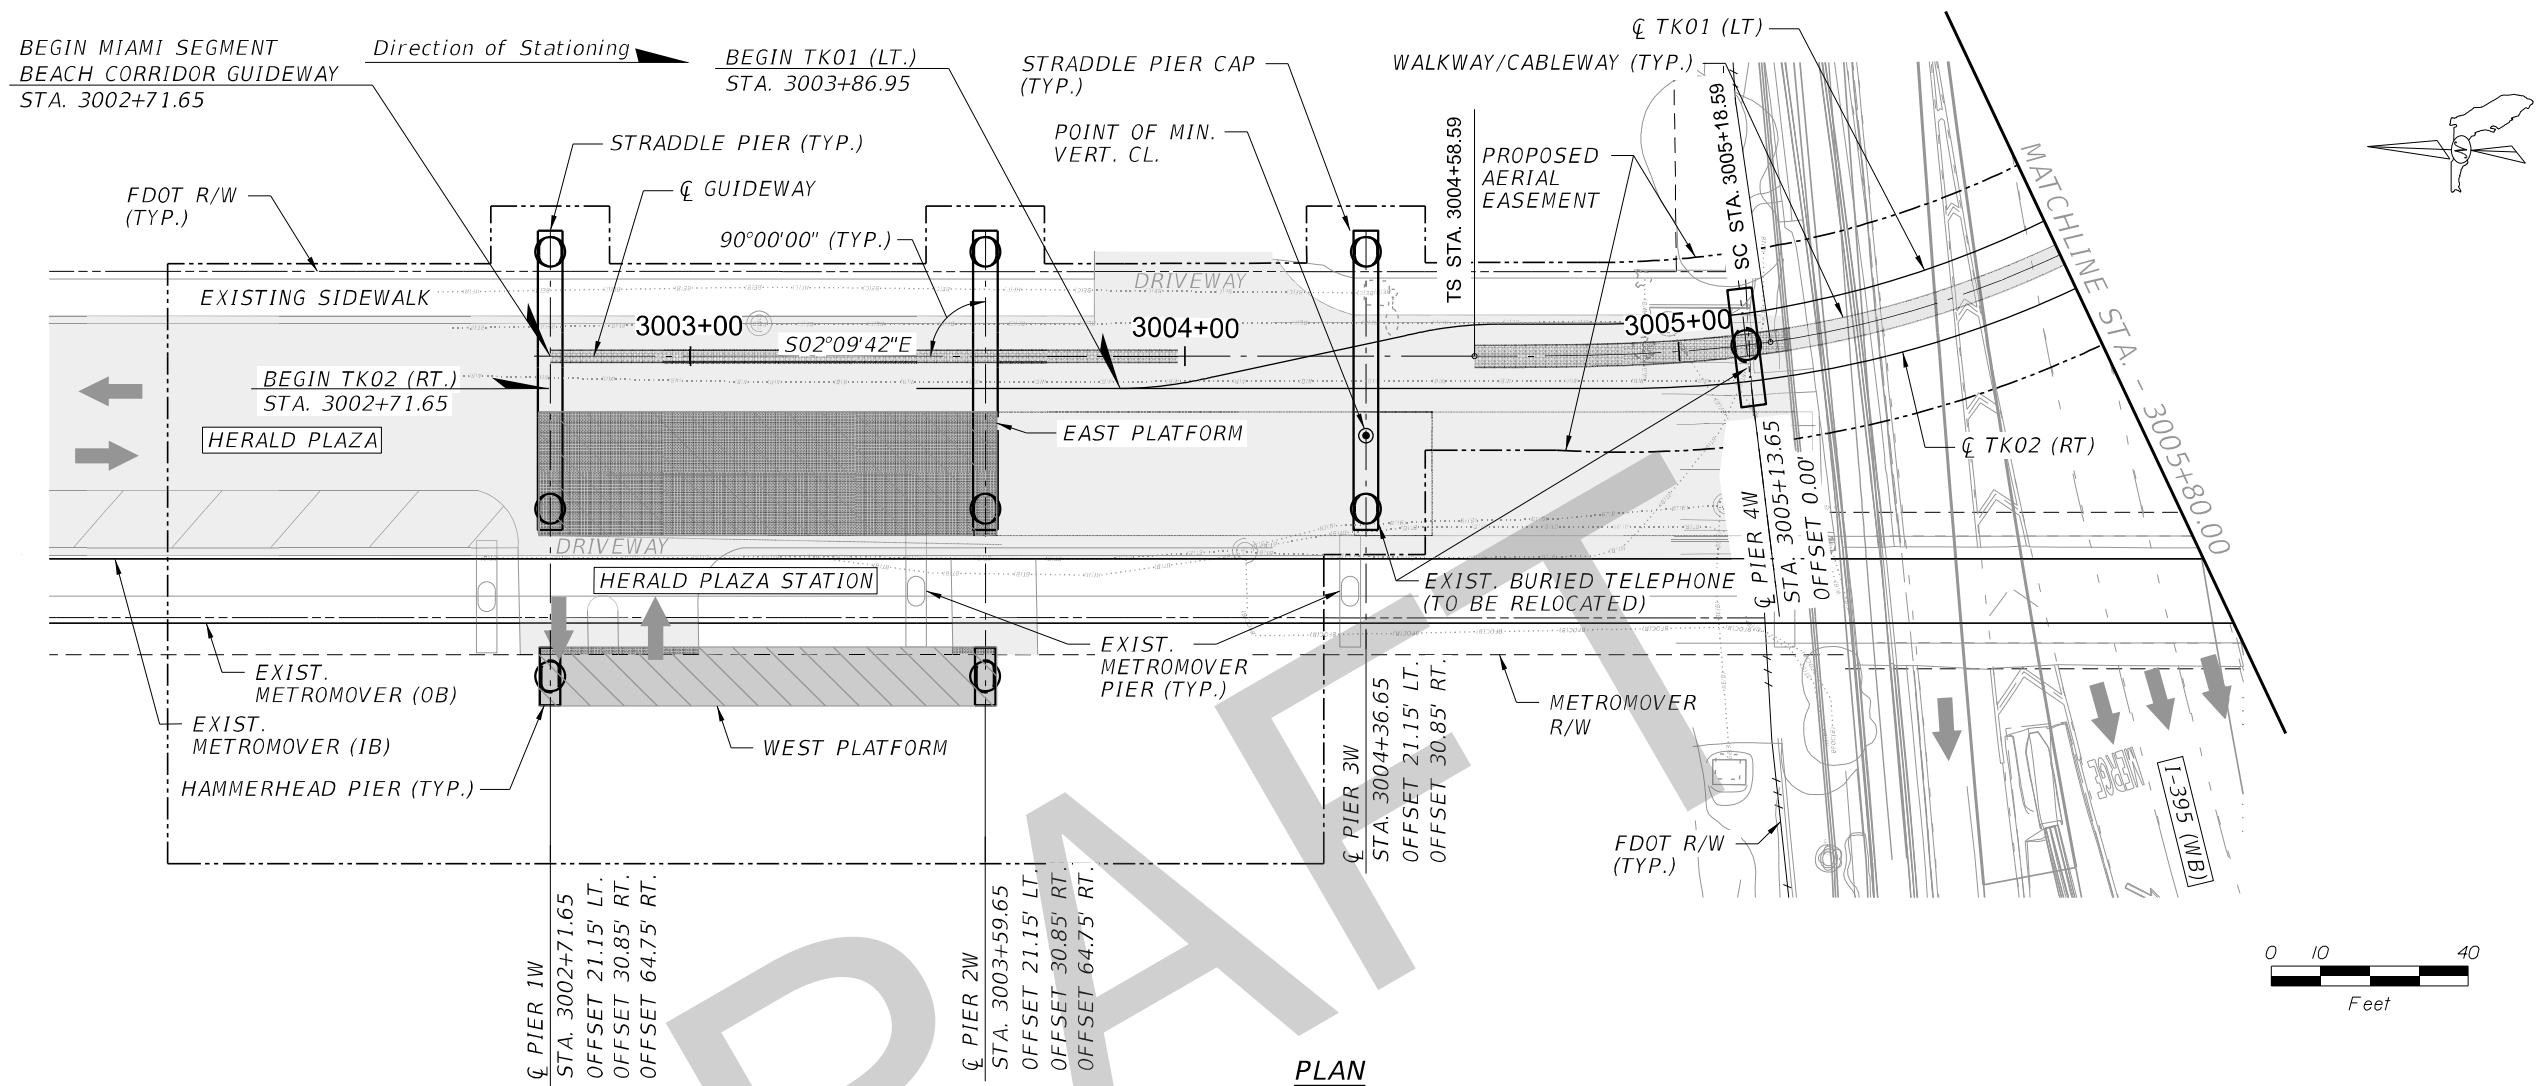 BEGIN MIAMI SEGMENT
BEACH CORRIDOR GUIDEWAY
STA. 3002+71.65
Direction of Stationing
BEGIN TK01 (LT.)
STA. 3003+86.95
STRADDLE PIER CAP
(TYP.)
℄ TK01 (LT)
WALKWAY/CABLEWAY (TYP.)
STRADDLE PIER (TYP.)
POINT OF MIN.
VERT. CL.
TS STA. 3004+58.59
PROPOSED
AERIAL
EASEMENT
SC STA. 3005+18.59
MATCHLINE STA. - 3005+80.00
N
FDOT R/W
(TYP.)
℄ GUIDEWAY
90°00'00" (TYP.)
EXISTING SIDEWALK
DRIVEWAY
3003+00
S02°09'42"E
3004+00
3005+00
BEGIN TK02 (RT.)
STA. 3002+71.65
HERALD PLAZA
EAST PLATFORM
℄ TK02 (RT)
DRIVEWAY
HERALD PLAZA STATION
EXIST. BURIED TELEPHONE
(TO BE RELOCATED)
℄ PIER 4W
STA. 3005+13.65
OFFSET 0.00'
EXIST.
METROMOVER (OB)
EXIST.
METROMOVER (IB)
EXIST.
METROMOVER
PIER (TYP.)
METROMOVER
R/W
WEST PLATFORM
HAMMERHEAD PIER (TYP.)
℄ PIER 3W
STA. 3004+36.65
OFFSET 21.15' LT.
OFFSET 30.85' RT.
FDOT R/W
(TYP.)
MERGE
I-395 (WB)
℄ PIER 1W
STA. 3002+71.65
OFFSET 21.15' LT.
OFFSET 30.85' RT.
OFFSET 64.75' RT.
℄ PIER 2W
STA. 3003+59.65
OFFSET 21.15' LT.
OFFSET 30.85' RT.
OFFSET 64.75' RT.
0 10 40
Feet
RAFT
PLAN